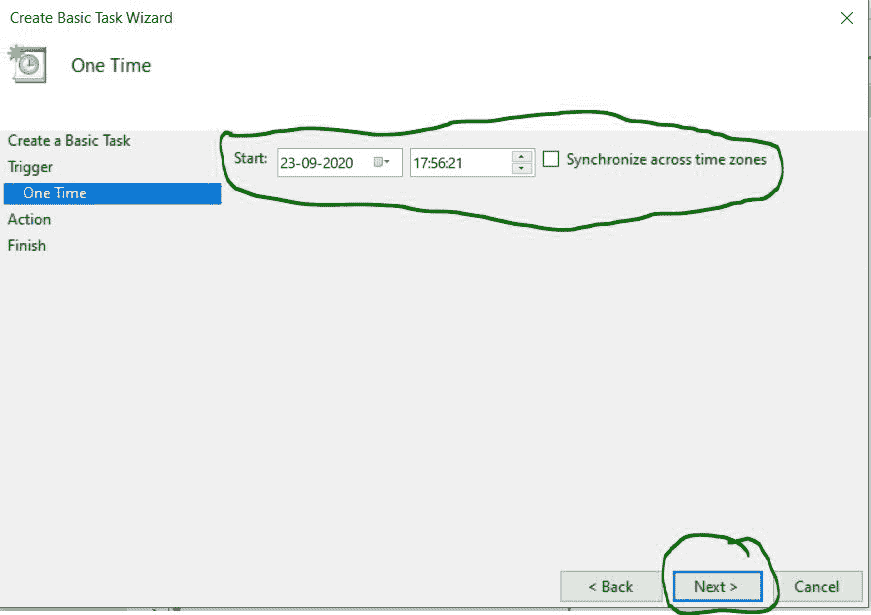 Create Basic Task Wizard
One Time
Create a Basic Task
Trigger
One Time
Action
Finish
Start: 23-09-2020 17:56:21 Synchronize across time zones
< Back Next > Cancel